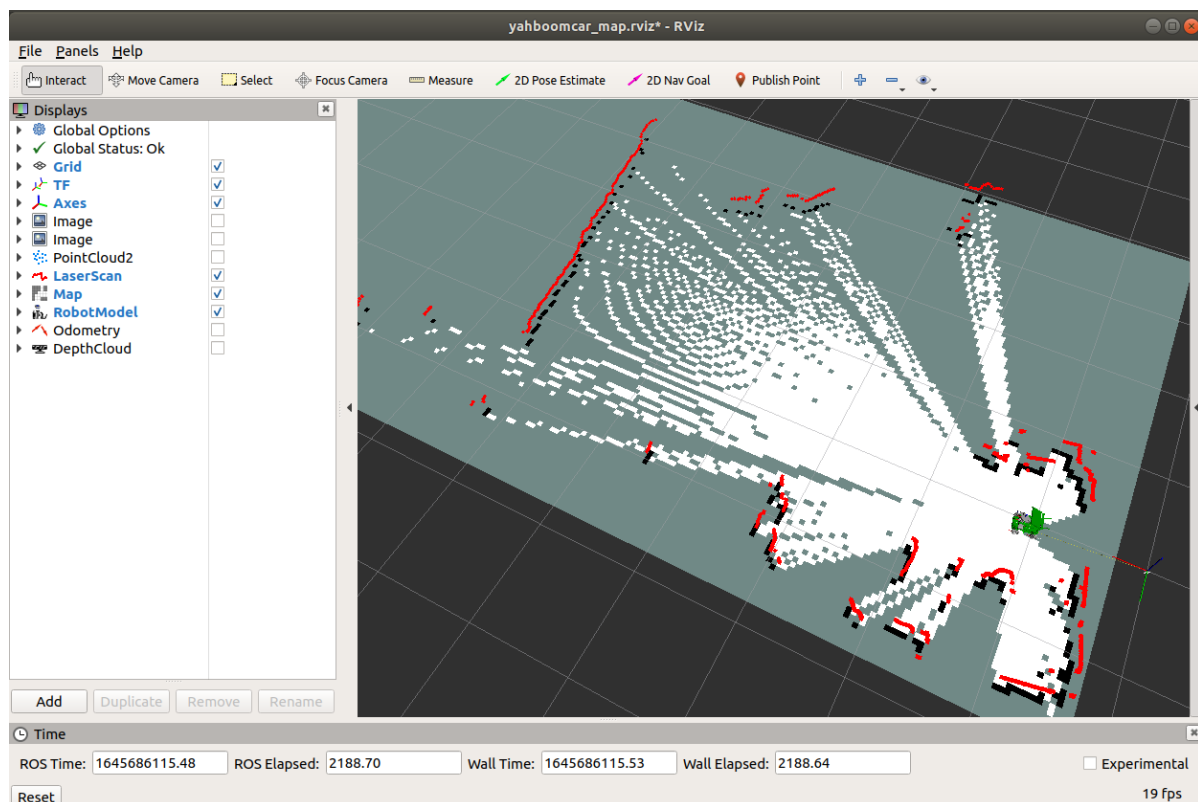 yahboomcar_map.rviz* - RViz
File Panels Help
Interact Move Camera Select Focus Camera Measure 2D Pose Estimate 2D Nav Goal Publish Point
Displays
Global Options
Global Status: Ok
Grid
TF
Axes
Image
Image
PointCloud2
LaserScan
Map
RobotModel
Odometry
DepthCloud
Add Duplicate Remove Rename
Time
ROS Time: 1645686115.48 ROS Elapsed: 2188.70 Wall Time: 1645686115.53 Wall Elapsed: 2188.64 Experimental
Reset 19 fps